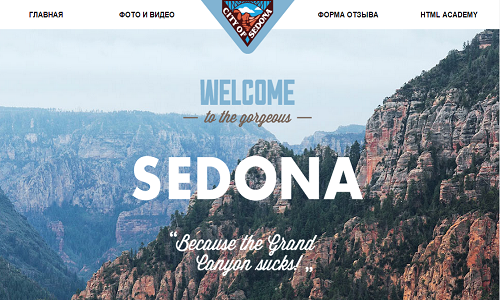 ГЛАВНАЯ ФОТО И ВИДЕО ФОРМА ОТЗЫВА HTML ACADEMY
CITY OF SEDONA
WELCOME
— to the gorgeous —
SEDONA
“Because the Grand
Canyon sucks!„